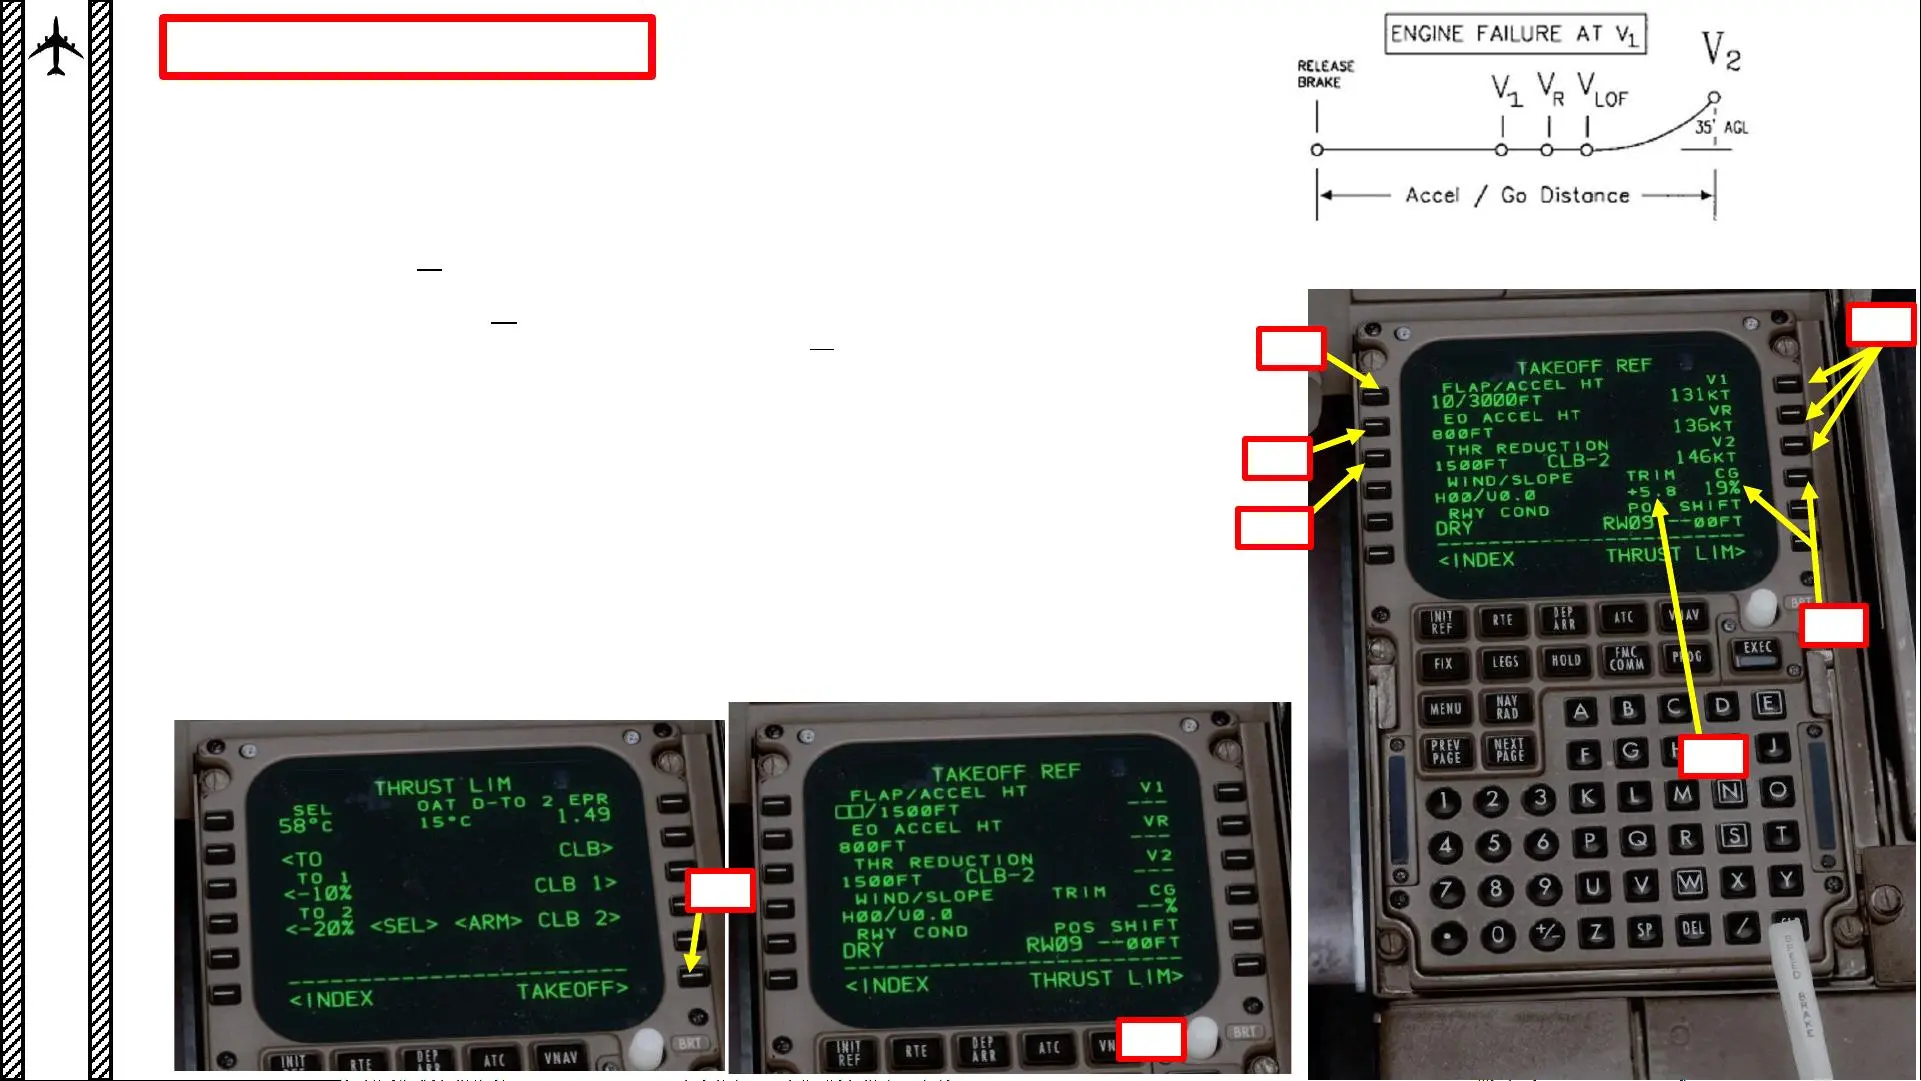 ENGINE FAILURE AT V1
V2
RELEASE
BRAKE
V1 VR VLOF
35' AGL
Accel / Go Distance
TAKEOFF REF
FLAP/ACCEL HT V1
10/3000FT 131KT
EO ACCEL HT VR
800FT 136KT
THR REDUCTION V2
1500FT CLB-2 146KT
WIND/SLOPE TRIM CG
H00/U0.0 +5.8 19%
RWY COND POS SHIFT
DRY RW09 --00FT
<INDEX THRUST LIM>
BRT
INIT REF RTE DEP ARR ATC VNAV
EXEC
FIX LEGS HOLD FMC COMM PROG
MENU NAV RAD
PREV PAGE NEXT PAGE
A B C D E
F G H J
1 2 3 K L M N O
4 5 6 P Q R S T
7 8 9 U V W X Y
. 0 +/- Z SP DEL /
SPEED BRAKE
THRUST LIM
SEL OAT D-TO 2 EPR
58°c 15°C 1.49
<TO CLB>
TO 1
<-10% CLB 1>
TO 2
<-20% <SEL> <ARM> CLB 2>
<INDEX TAKEOFF>
BRT
INIT REF RTE DEP ARR ATC VNAV
TAKEOFF REF
FLAP/ACCEL HT V1
□□/1500FT ---
EO ACCEL HT VR
800FT ---
THR REDUCTION V2
1500FT CLB-2 ---
WIND/SLOPE TRIM CG
H00/U0.0 --%
RWY COND POS SHIFT
DRY RW09 --00FT
<INDEX THRUST LIM>
BRT
INIT REF RTE DEP ARR ATC